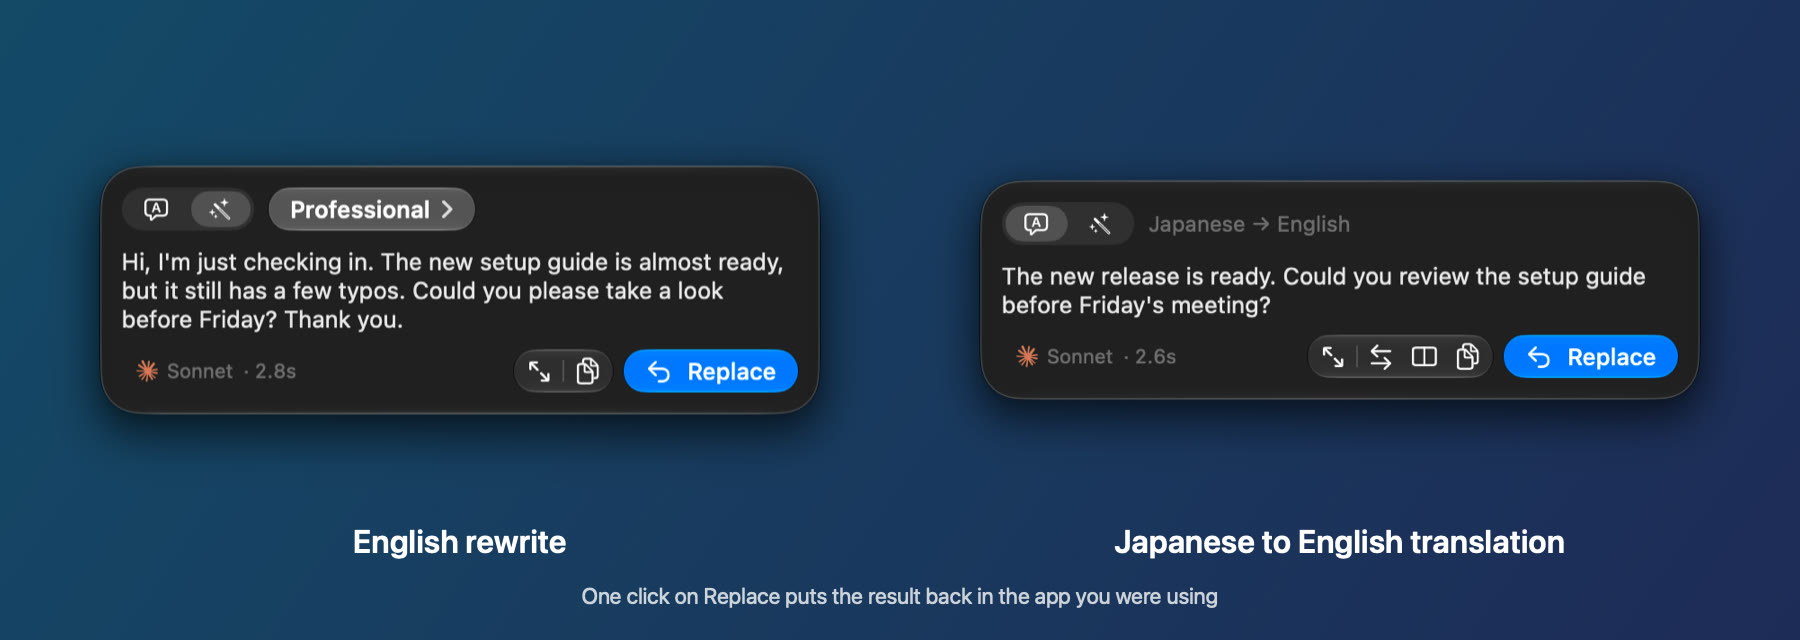 Professional >
Hi, I'm just checking in. The new setup guide is almost ready,
but it still has a few typos. Could you please take a look
before Friday? Thank you.
Sonnet · 2.8s
Replace
A
Japanese → English
The new release is ready. Could you review the setup guide
before Friday's meeting?
Sonnet · 2.6s
Replace
English rewrite
Japanese to English translation
One click on Replace puts the result back in the app you were using